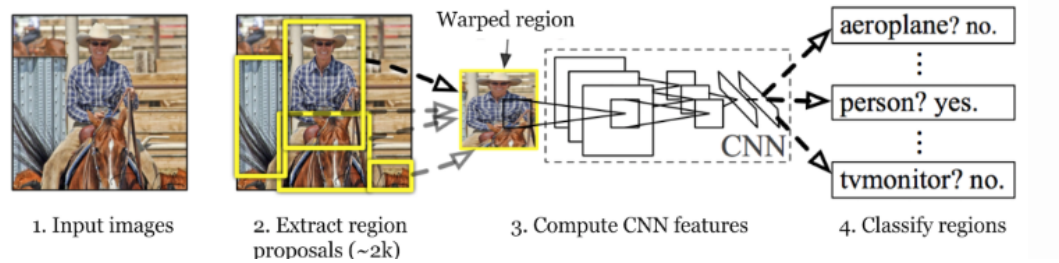 Warped region
aeroplane? no.
⋮
person? yes.
⋮
tvmonitor? no.
CNN
1. Input images
2. Extract region
proposals (~2k)
3. Compute CNN features
4. Classify regions